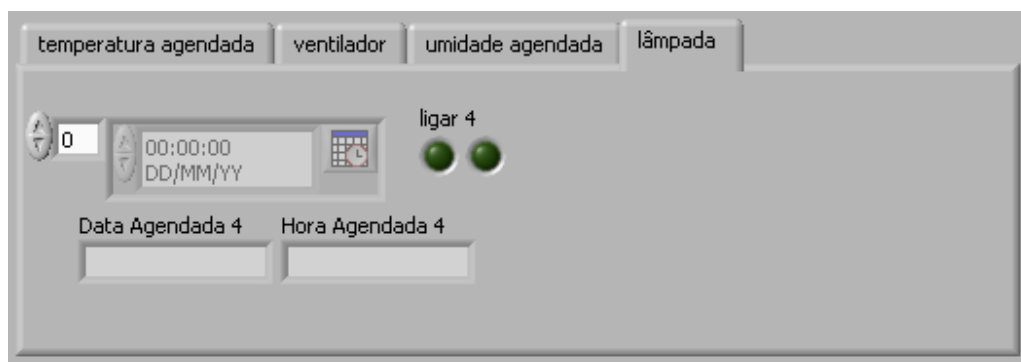 temperatura agendada ventilador umidade agendada lâmpada
ligar 4
0 00:00:00
DD/MM/YY
Data Agendada 4 Hora Agendada 4